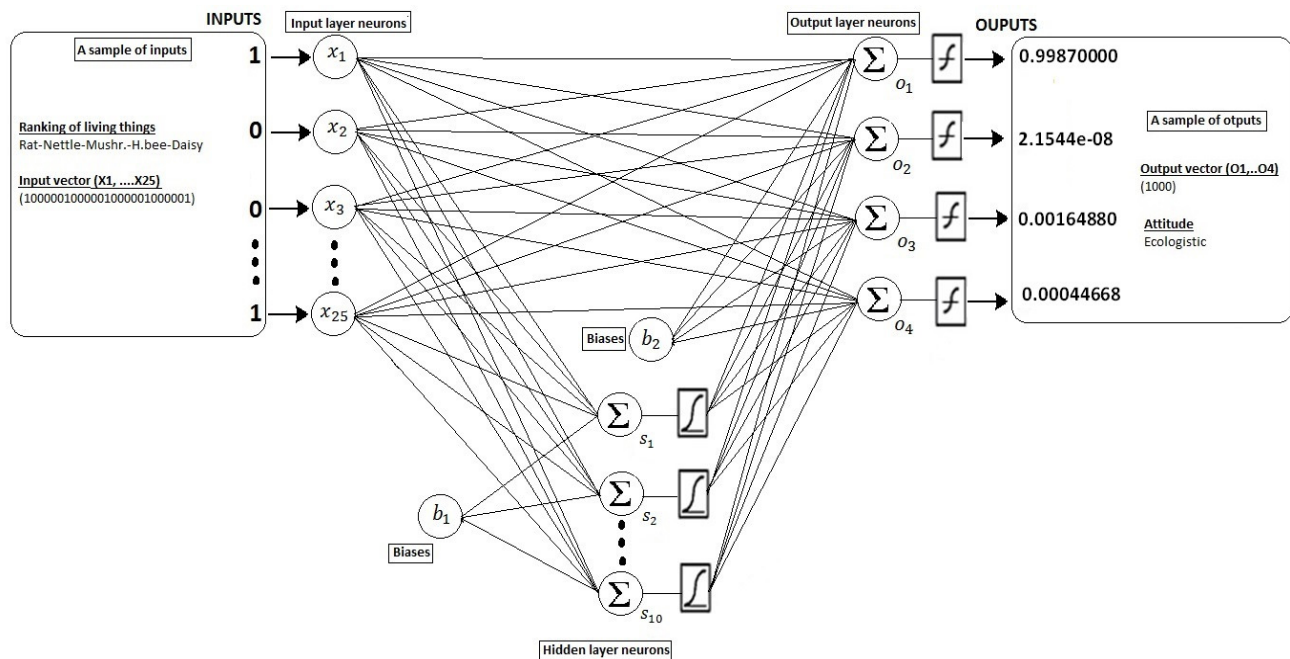 INPUTS
Input layer neurons
Output layer neurons
OUPUTS
A sample of inputs
1
x1
Σ
o1
f
0.99870000
Ranking of living things
Rat-Nettle-Mushr.-H.bee-Daisy
0
x2
Σ
o2
f
2.1544e-08
A sample of otputs
Input vector (X1, ....X25)
(1000001000001000001000001)
0
x3
Σ
o3
f
0.00164880
Output vector (O1,..O4)
(1000)
Attitude
Ecologistic
1
x25
Σ
o4
f
0.00044668
Biases
b2
Σ
s1
b1
Biases
Σ
s2
Σ
s10
Hidden layer neurons